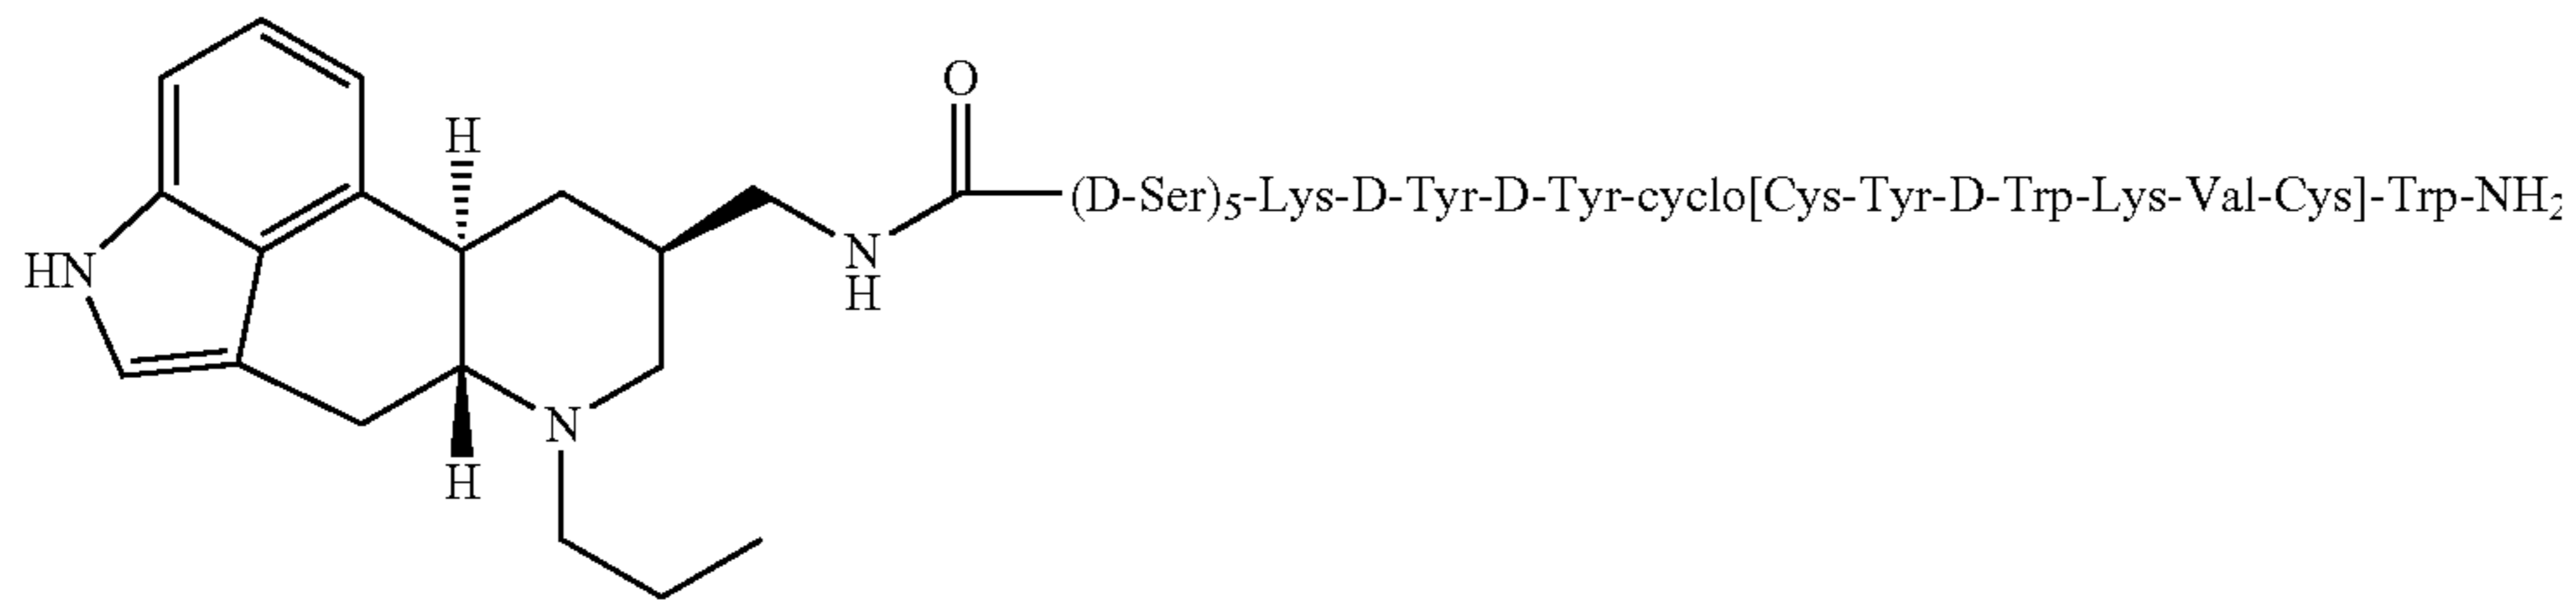 O
H
(D-Ser)5-Lys-D-Tyr-D-Tyr-cyclo[Cys-Tyr-D-Trp-Lys-Val-Cys]-Trp-NH2
N
H
HN
N
H